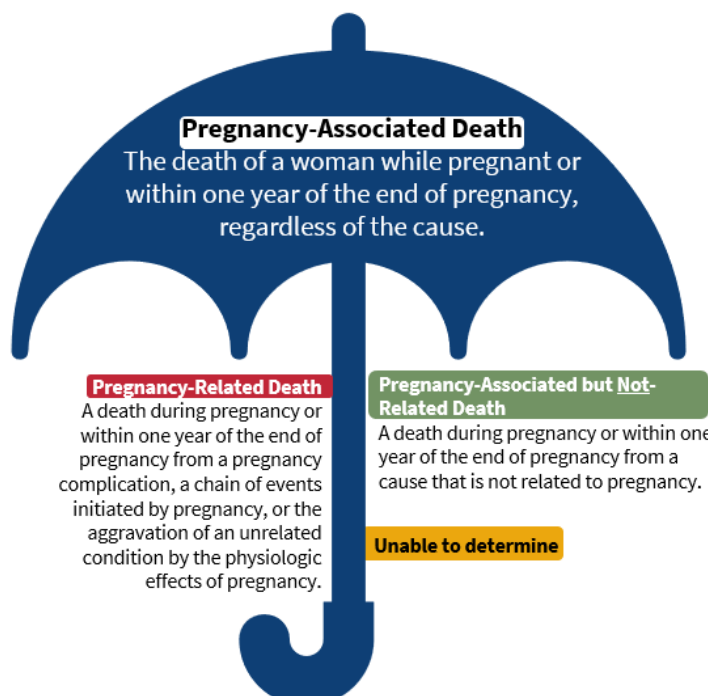 Pregnancy-Associated Death
The death of a woman while pregnant or
within one year of the end of pregnancy,
regardless of the cause.
Pregnancy-Related Death
A death during pregnancy or
within one year of the end of
pregnancy from a pregnancy
complication, a chain of events
initiated by pregnancy, or the
aggravation of an unrelated
condition by the physiologic
effects of pregnancy.
Pregnancy-Associated but Not-
Related Death
A death during pregnancy or within one
year of the end of pregnancy from a
cause that is not related to pregnancy.
Unable to determine